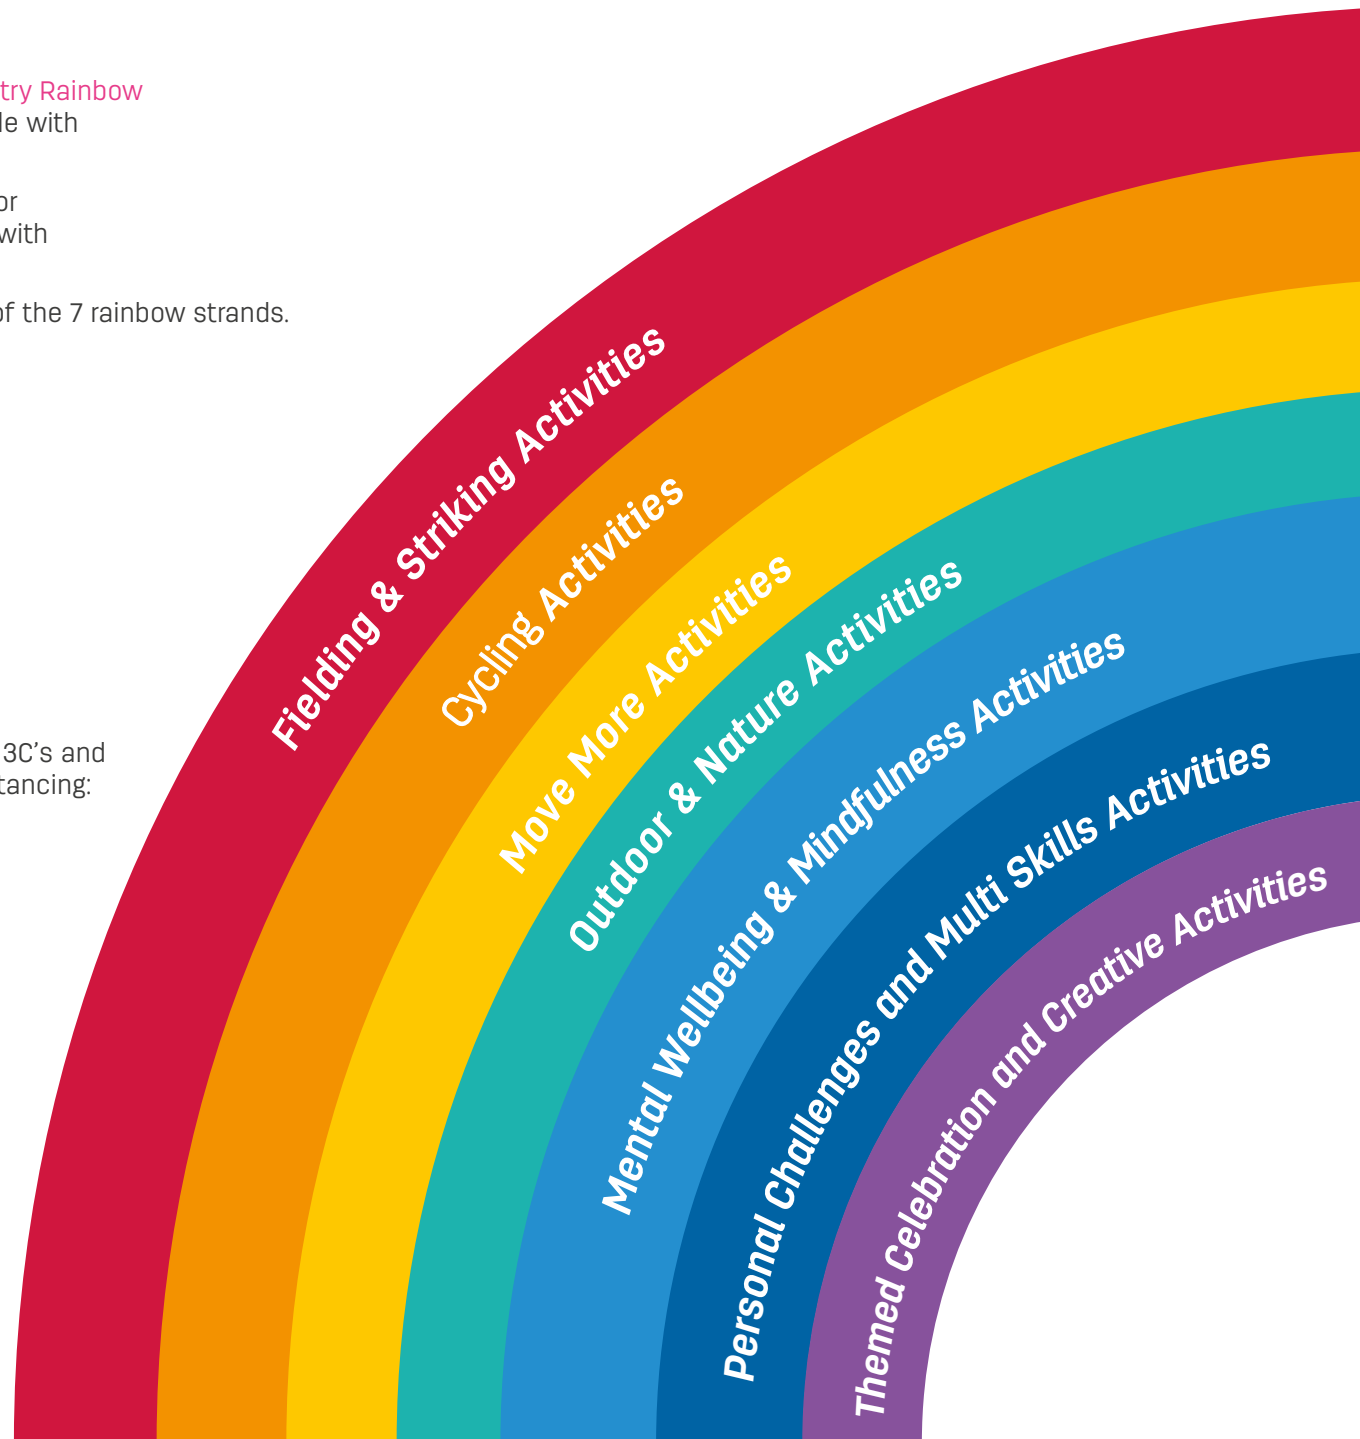 try Rainbow
le with
or
with
of the 7 rainbow strands.
3C's and
tancing:
Fielding & Striking Activities
Cycling Activities
Move More Activities
Outdoor & Nature Activities
Mental Wellbeing & Mindfulness Activities
Personal Challenges and Multi Skills Activities
Themed Celebration and Creative Activities